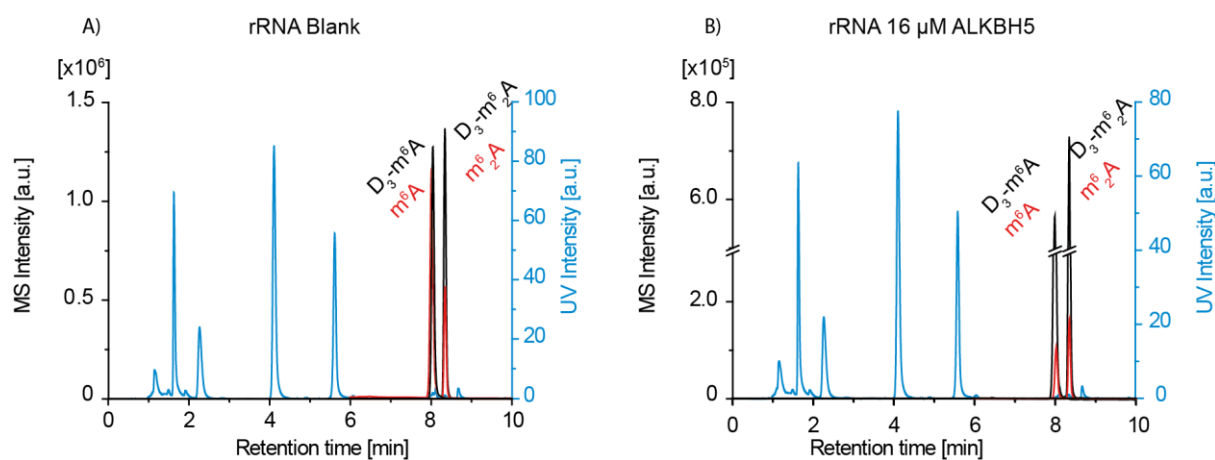 A) rRNA Blank
[x10⁶]
1.5
1.0
0.5
0
MS Intensity [a.u.]
D₃-m⁶A
m⁶A
D₃-m⁶₂A
m⁶₂A
100
80
60
40
20
0
UV Intensity [a.u.]
0 2 4 6 8 10
Retention time [min]
B) rRNA 16 µM ALKBH5
[x10⁵]
8.0
6.0
2.0
0
MS Intensity [a.u.]
D₃-m⁶A
m⁶A
D₃-m⁶₂A
m⁶₂A
80
60
40
20
0
UV Intensity [a.u.]
0 2 4 6 8 10
Retention time [min]